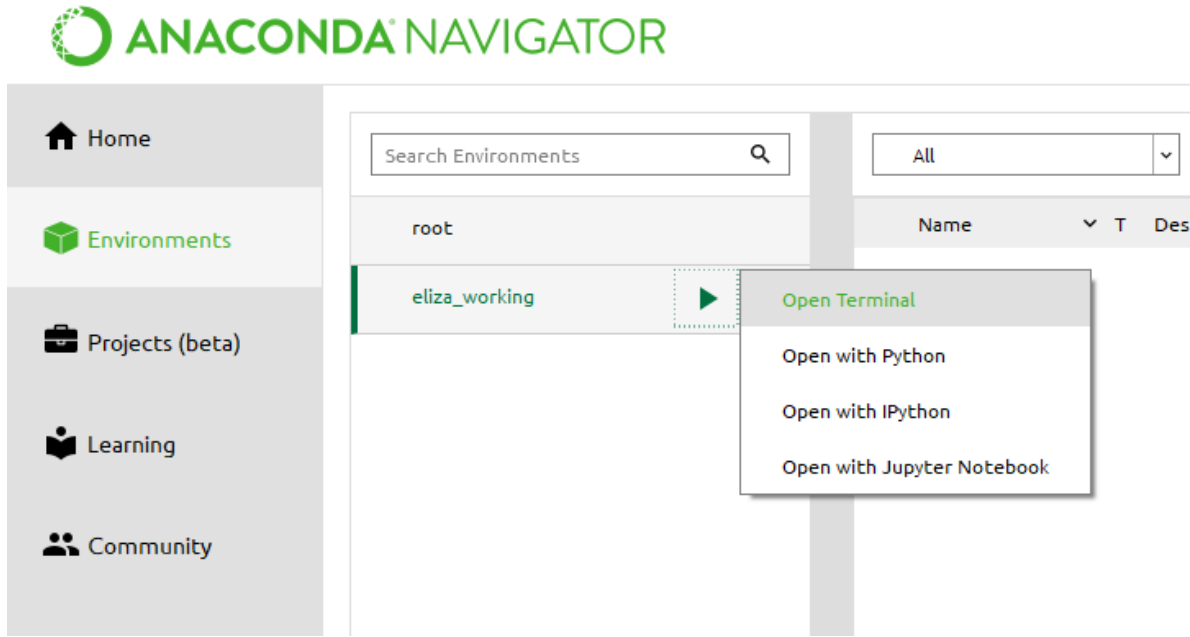 ANACONDA NAVIGATOR
Home
Environments
Projects (beta)
Learning
Community
Search Environments
root
eliza_working
All
Name T Des
Open Terminal
Open with Python
Open with IPython
Open with Jupyter Notebook